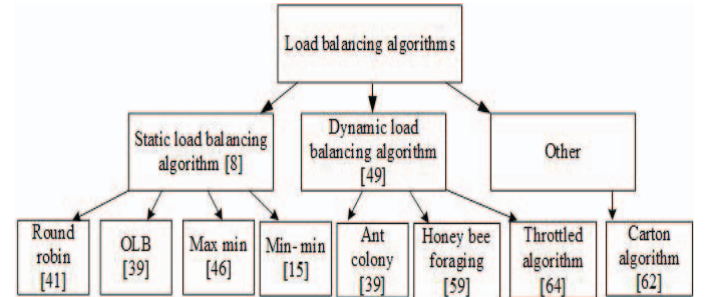 Load balancing algorithms
Static load balancing
algorithm [8]
Dynamic load
balancing algorithm
[49]
Other
Round
robin
[41]
OLB
[39]
Max min
[46]
Min- min
[15]
Ant
colony
[39]
Honey bee
foraging
[59]
Throttled
algorithm
[64]
Carton
algorithm
[62]